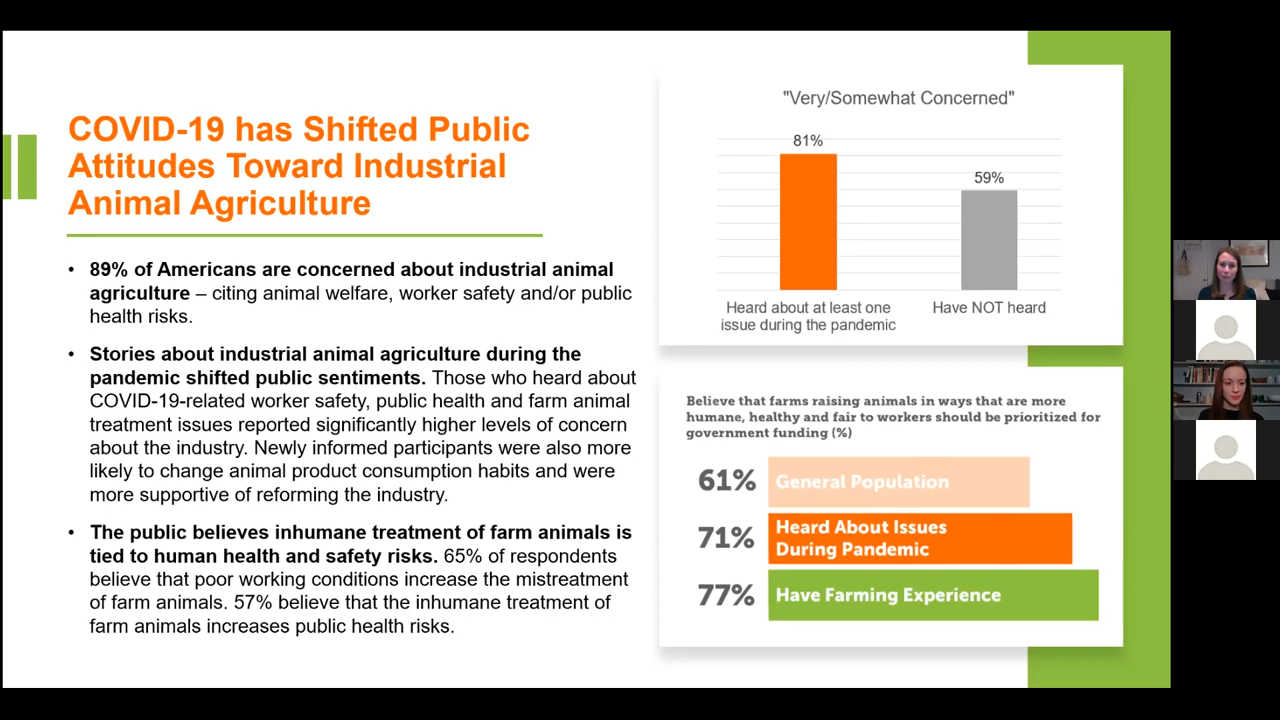 COVID-19 has Shifted Public
Attitudes Toward Industrial
Animal Agriculture
• 89% of Americans are concerned about industrial animal
agriculture – citing animal welfare, worker safety and/or public
health risks.
• Stories about industrial animal agriculture during the
pandemic shifted public sentiments. Those who heard about
COVID-19-related worker safety, public health and farm animal
treatment issues reported significantly higher levels of concern
about the industry. Newly informed participants were also more
likely to change animal product consumption habits and were
more supportive of reforming the industry.
• The public believes inhumane treatment of farm animals is
tied to human health and safety risks. 65% of respondents
believe that poor working conditions increase the mistreatment
of farm animals. 57% believe that the inhumane treatment of
farm animals increases public health risks.
"Very/Somewhat Concerned"
81%
59%
Heard about at least one
issue during the pandemic
Have NOT heard
Believe that farms raising animals in ways that are more
humane, healthy and fair to workers should be prioritized for
government funding (%)
61% General Population
71% Heard About Issues
During Pandemic
77% Have Farming Experience